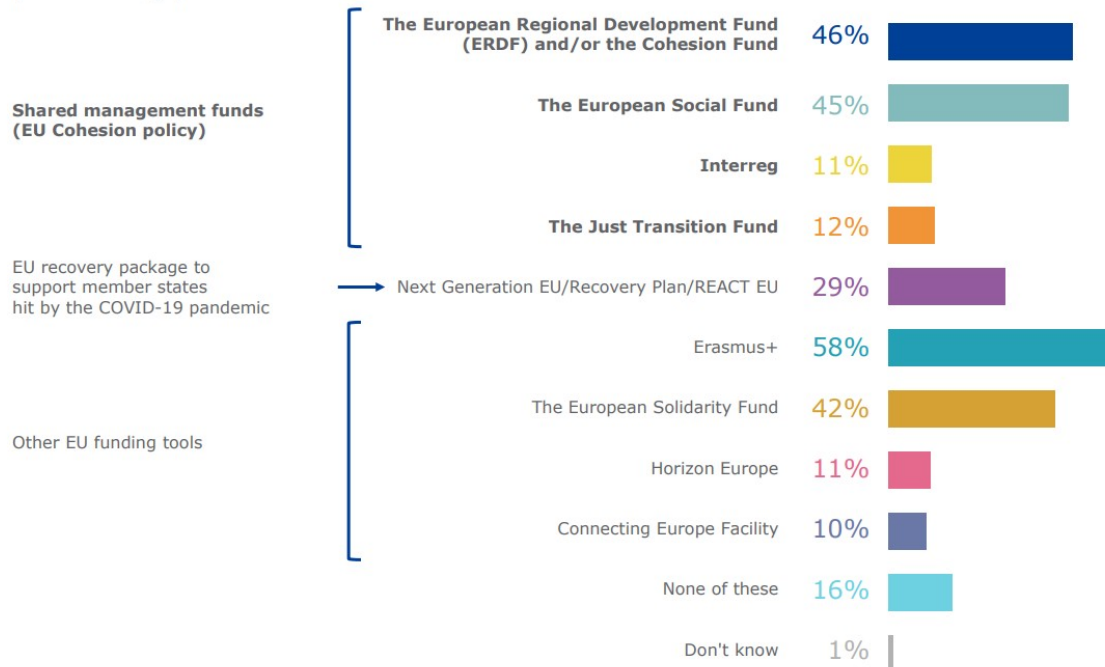 The European Regional Development Fund
(ERDF) and/or the Cohesion Fund
46%
Shared management funds
(EU Cohesion policy)
The European Social Fund
45%
Interreg
11%
The Just Transition Fund
12%
EU recovery package to
support member states
hit by the COVID-19 pandemic
Next Generation EU/Recovery Plan/REACT EU
29%
Erasmus+
58%
The European Solidarity Fund
42%
Other EU funding tools
Horizon Europe
11%
Connecting Europe Facility
10%
None of these
16%
Don't know
1%